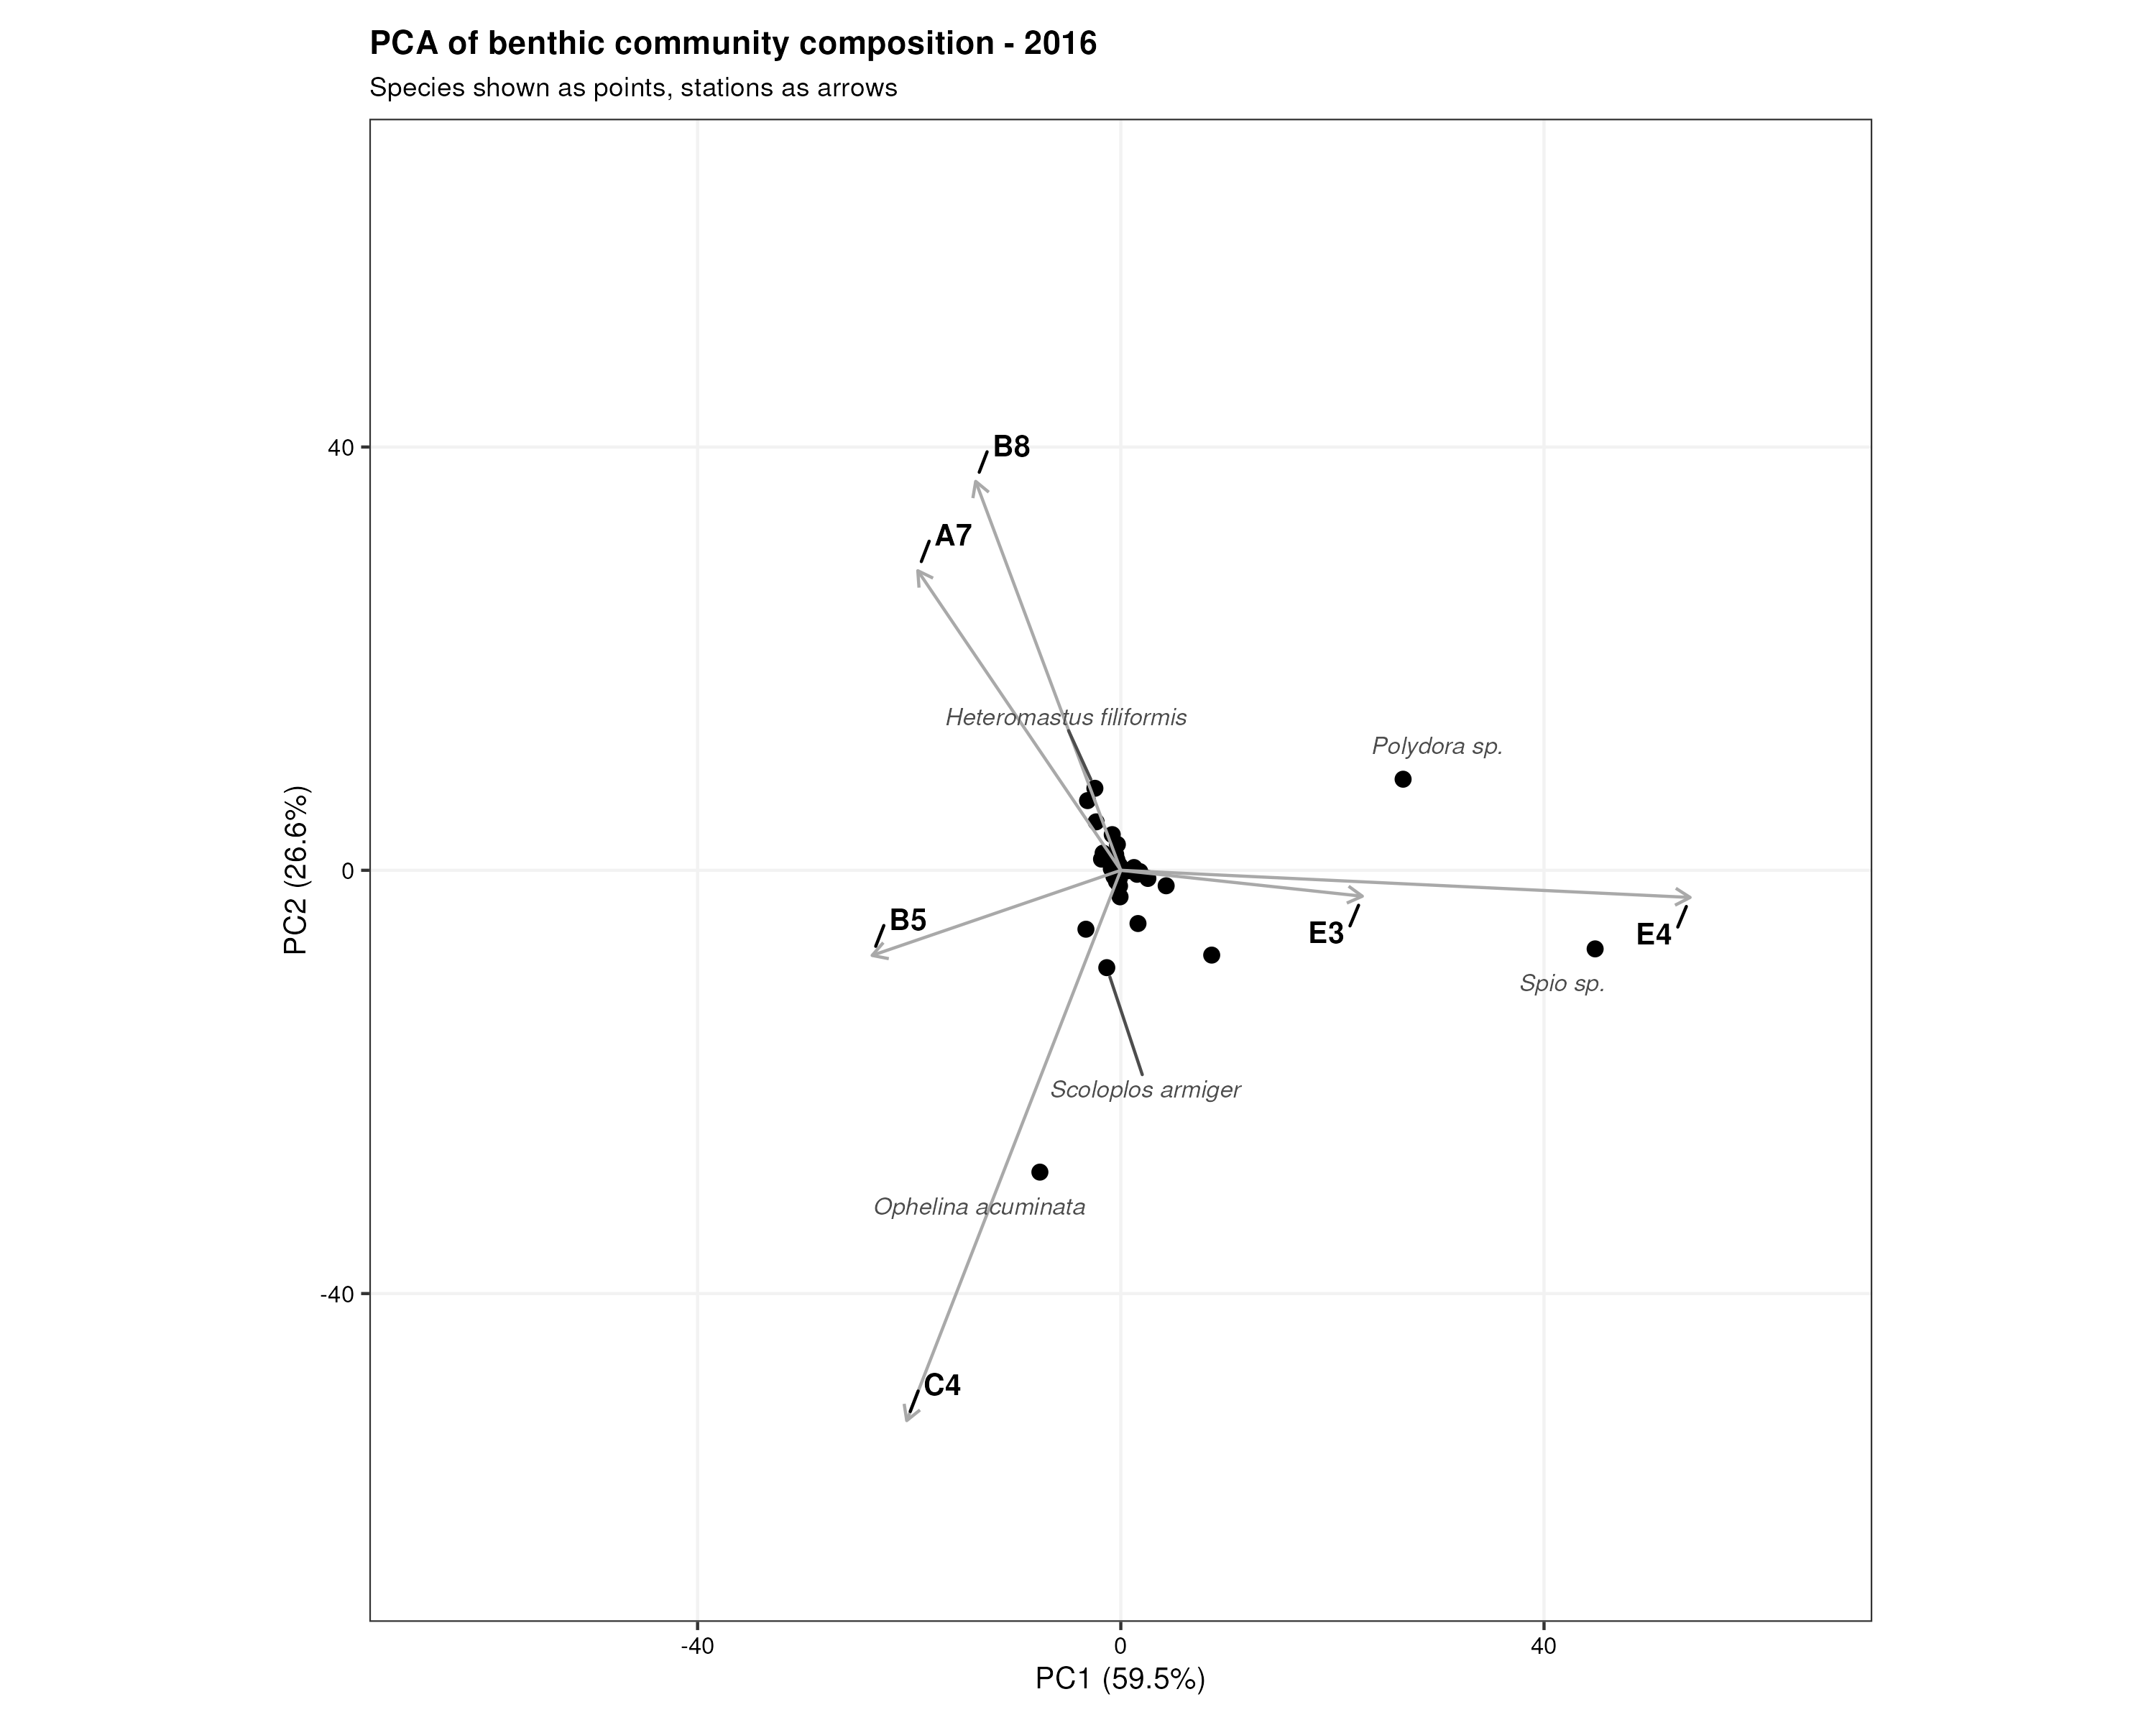 PCA of benthic community composition - 2016
Species shown as points, stations as arrows
B8
40
A7
Heteromastus filiformis
Polydora sp.
PC2 (26.6%)
0
B5
E3
E4
Spio sp.
Scoloplos armiger
Ophelina acuminata
-40
C4
-40
0
40
PC1 (59.5%)